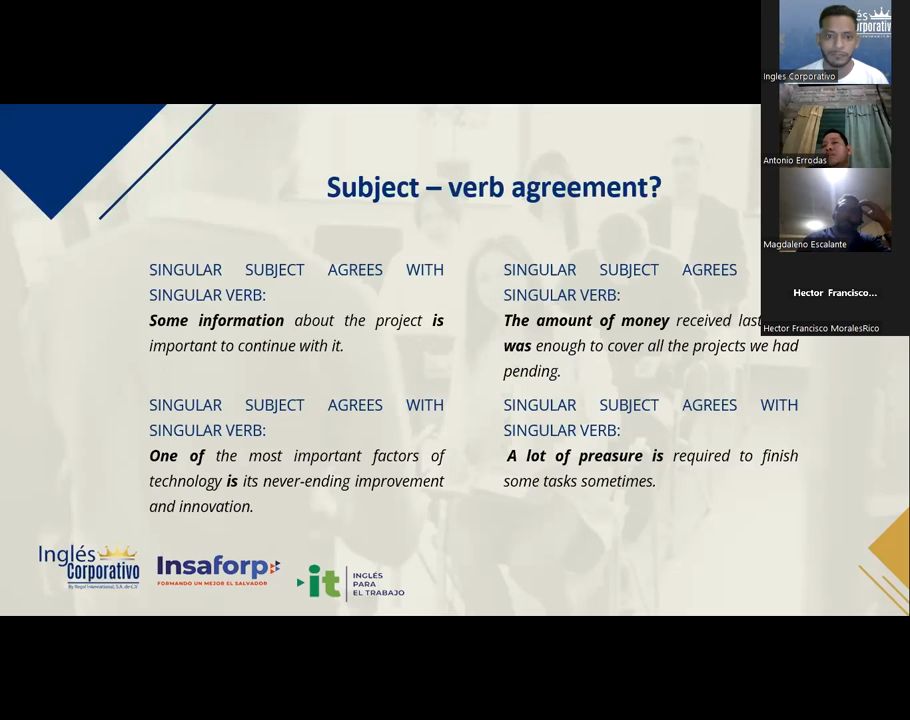 és
orporativ
Ingles Corporativo
Antonio Errodas
Magdaleno Escalante
Hector Francisco...
Hector Francisco MoralesRico
Subject – verb agreement?
SINGULAR SUBJECT AGREES WITH
SINGULAR VERB:
Some information about the project is
important to continue with it.
SINGULAR SUBJECT AGREES WITH
SINGULAR VERB:
One of the most important factors of
technology is its never-ending improvement
and innovation.
SINGULAR SUBJECT AGREES
SINGULAR VERB:
The amount of money received last
was enough to cover all the projects we had
pending.
SINGULAR SUBJECT AGREES WITH
SINGULAR VERB:
A lot of preasure is required to finish
some tasks sometimes.
Inglés
Corporativo
Insaforp
FORMANDO UN MEJOR EL SALVADOR
it
INGLÉS
PARA
EL TRABAJO